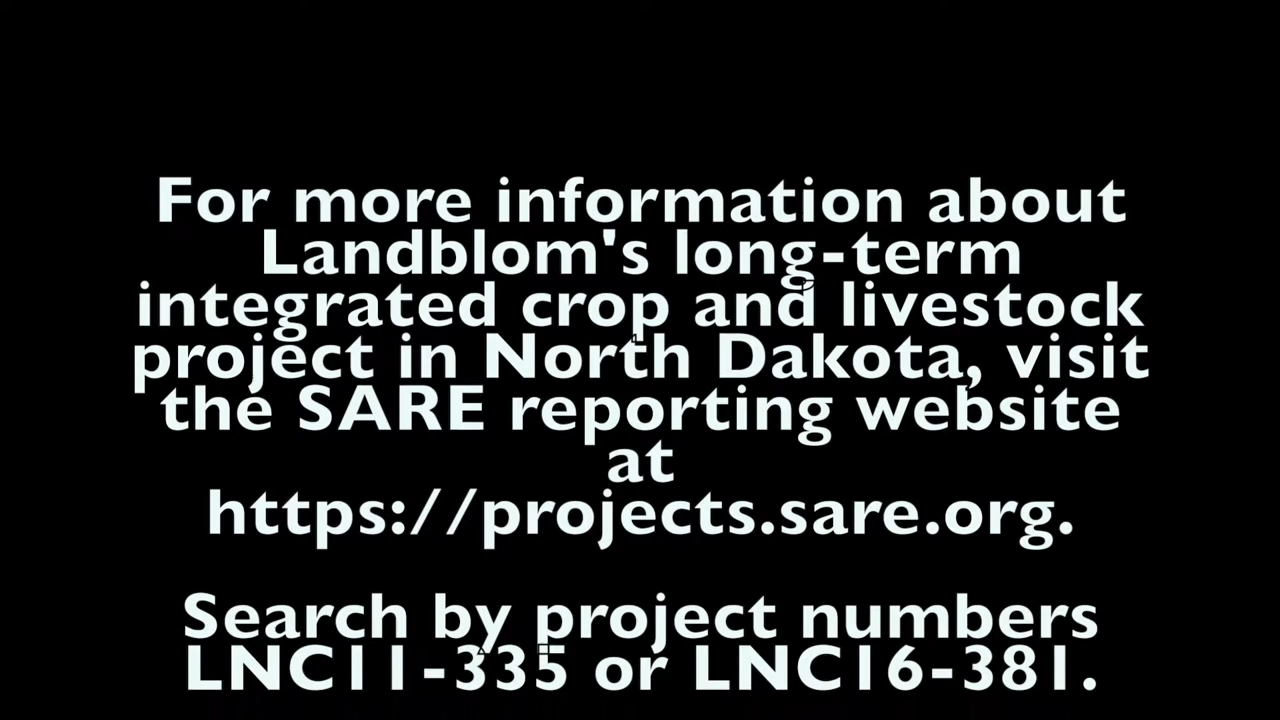 For more information about
Landblom's long-term
integrated crop and livestock
project in North Dakota, visit
the SARE reporting website
at
https://projects.sare.org.
Search by project numbers
LNC11-335 or LNC16-381.